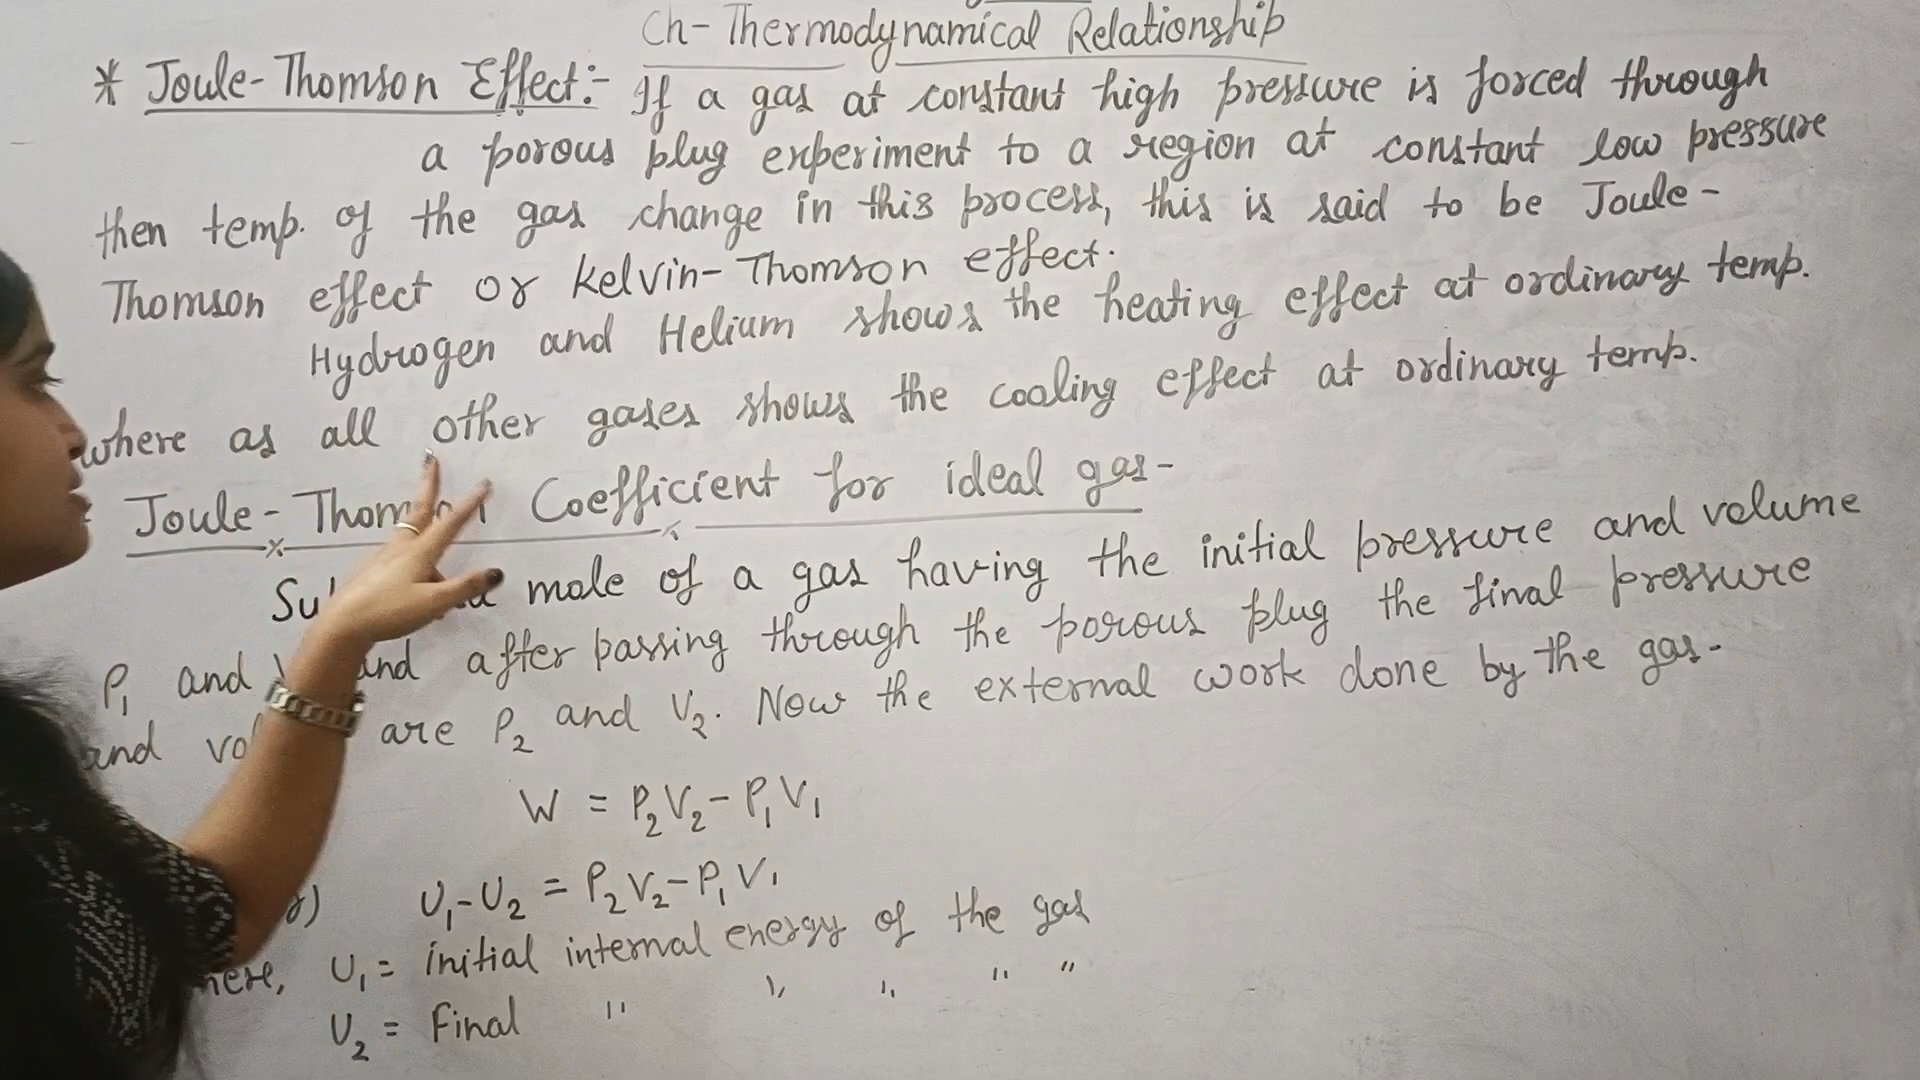 Ch- Thermodynamical Relationship
* Joule-Thomson Effect:- If a gas at constant high pressure is forced through
a porous plug experiment to a region at constant low pressure
then temp. of the gas change in this process, this is said to be Joule-
Thomson effect or Kelvin-Thomson effect.
Hydrogen and Helium shows the heating effect at ordinary temp.
where as all other gases shows the cooling effect at ordinary temp.
Joule-Thom Coefficient for ideal gas-
mole of a gas having the initial pressure and volume
P₁ and and after passing through the porous plug the final pressure
and are P₂ and V₂. Now the external work done by the gas-
W = P₂V₂-P₁V₁
U₁-U₂ = P₂V₂-P₁V₁
U₁ = initial internal energy of the gas
U₂ = Final " " " " "